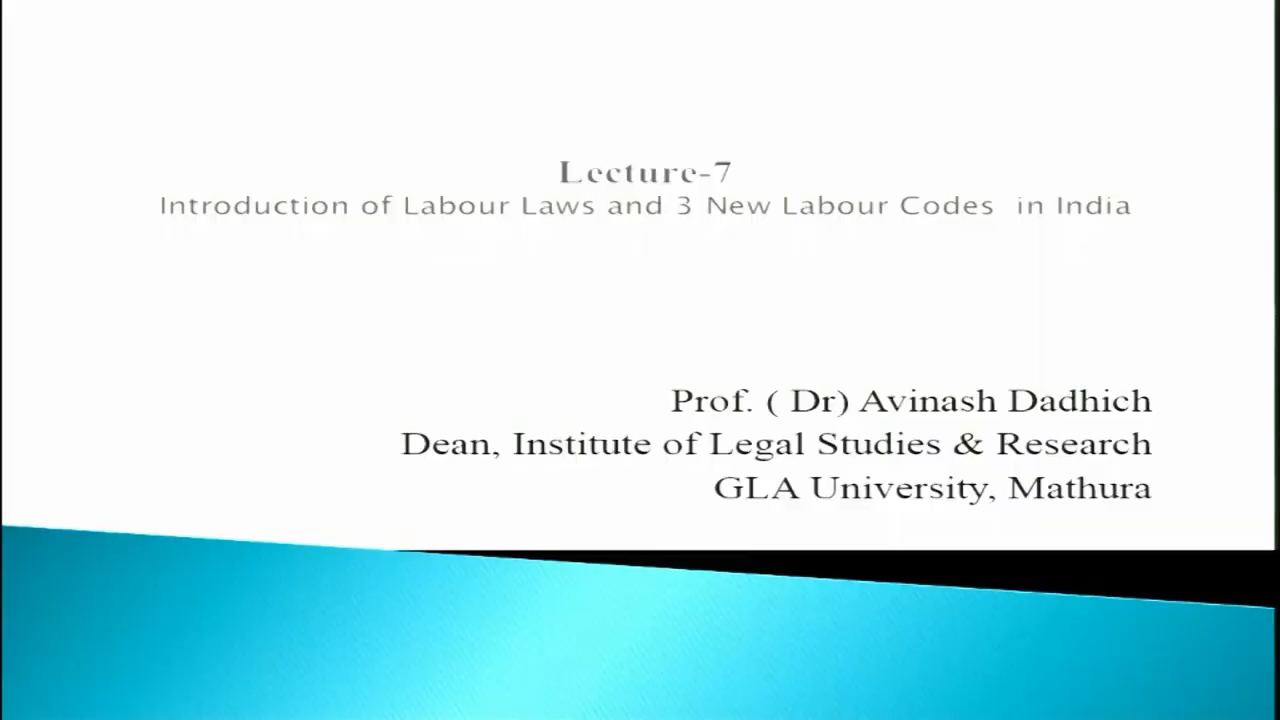 Lecture-7
Introduction of Labour Laws and 3 New Labour Codes in India
Prof. ( Dr) Avinash Dadhich
Dean, Institute of Legal Studies & Research
GLA University, Mathura